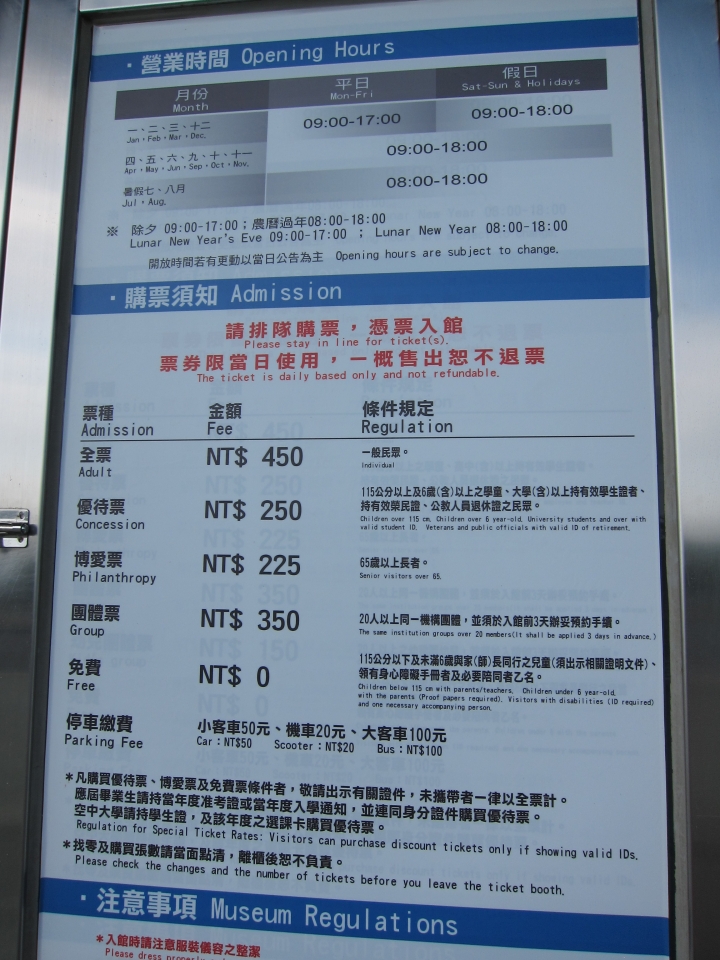 ·營業時間 Opening Hours
月份 平日 假日
Month Mon-Fri Sat-Sun & Holidays
一、二、三、十二 09:00-17:00 09:00-18:00
Jan, Feb, Mar, Dec.
四、五、六、九、十、十一 09:00-18:00
Apr, May, Jun, Sep, Oct, Nov.
暑假七、八月 08:00-18:00
Jul, Aug.
※ 除夕 09:00-17:00；農曆過年08:00-18:00
Lunar New Year's Eve 09:00-17:00 ； Lunar New Year 08:00-18:00
開放時間若有更動以當日公告為主 Opening hours are subject to change.
·購票須知 Admission
請排隊購票，憑票入館
Please stay in line for ticket(s).
票券限當日使用，一概售出恕不退票
The ticket is daily based only and not refundable.
票種 金額 條件規定
Admission Fee Regulation
全票 NT$ 450 一般民眾。
Adult Individual
優待票 NT$ 250 115公分以上及6歲(含)以上之學童、大學(含)以上持有效學生證者、
持有效榮民證、公教人員退休證之民眾。
Concession Children over 115 cm, Children over 6 year-old, University students and over with
valid student ID. Veterans and public officials with valid ID of retirement.
博愛票 NT$ 225 65歲以上長者。
Philanthropy Senior visitors over 65.
團體票 NT$ 350 20人以上同一機構團體，並須於入館前3天辦妥預約手續。
Group The same institution groups over 20 members(It shall be applied 3 days in advance.)
免費 NT$ 0 115公分以下及未滿6歲與家(師)長同行之兒童(須出示相關證明文件)、
領有身心障礙手冊者及必要陪同者乙名。
Free Children below 115 cm with parents/teachers. Children under 6 year-old,
with the parents (Proof papers required). Visitors with disabilities (ID required)
and one necessary accompanying person.
停車繳費 小客車50元、機車20元、大客車100元
Parking Fee Car：NT$50 Scooter：NT$20 Bus：NT$100
*凡購買優待票、博愛票及免費票條件者，敬請出示有關證件，未攜帶者一律以全票計。
應屆畢業生請持當年度准考證或當年度入學通知，並連同身分證件購買優待票。
空中大學請持學生證，及該年度之選課卡購買優待票。
Regulation for Special Ticket Rates: Visitors can purchase discount tickets only if showing valid IDs.
*找零及購買張數請當面點清，離櫃後恕不負責。
Please check the changes and the number of tickets before you leave the ticket booth.
·注意事項 Museum Regulations
*入館時請注意服裝儀容之整潔
Please dress properly